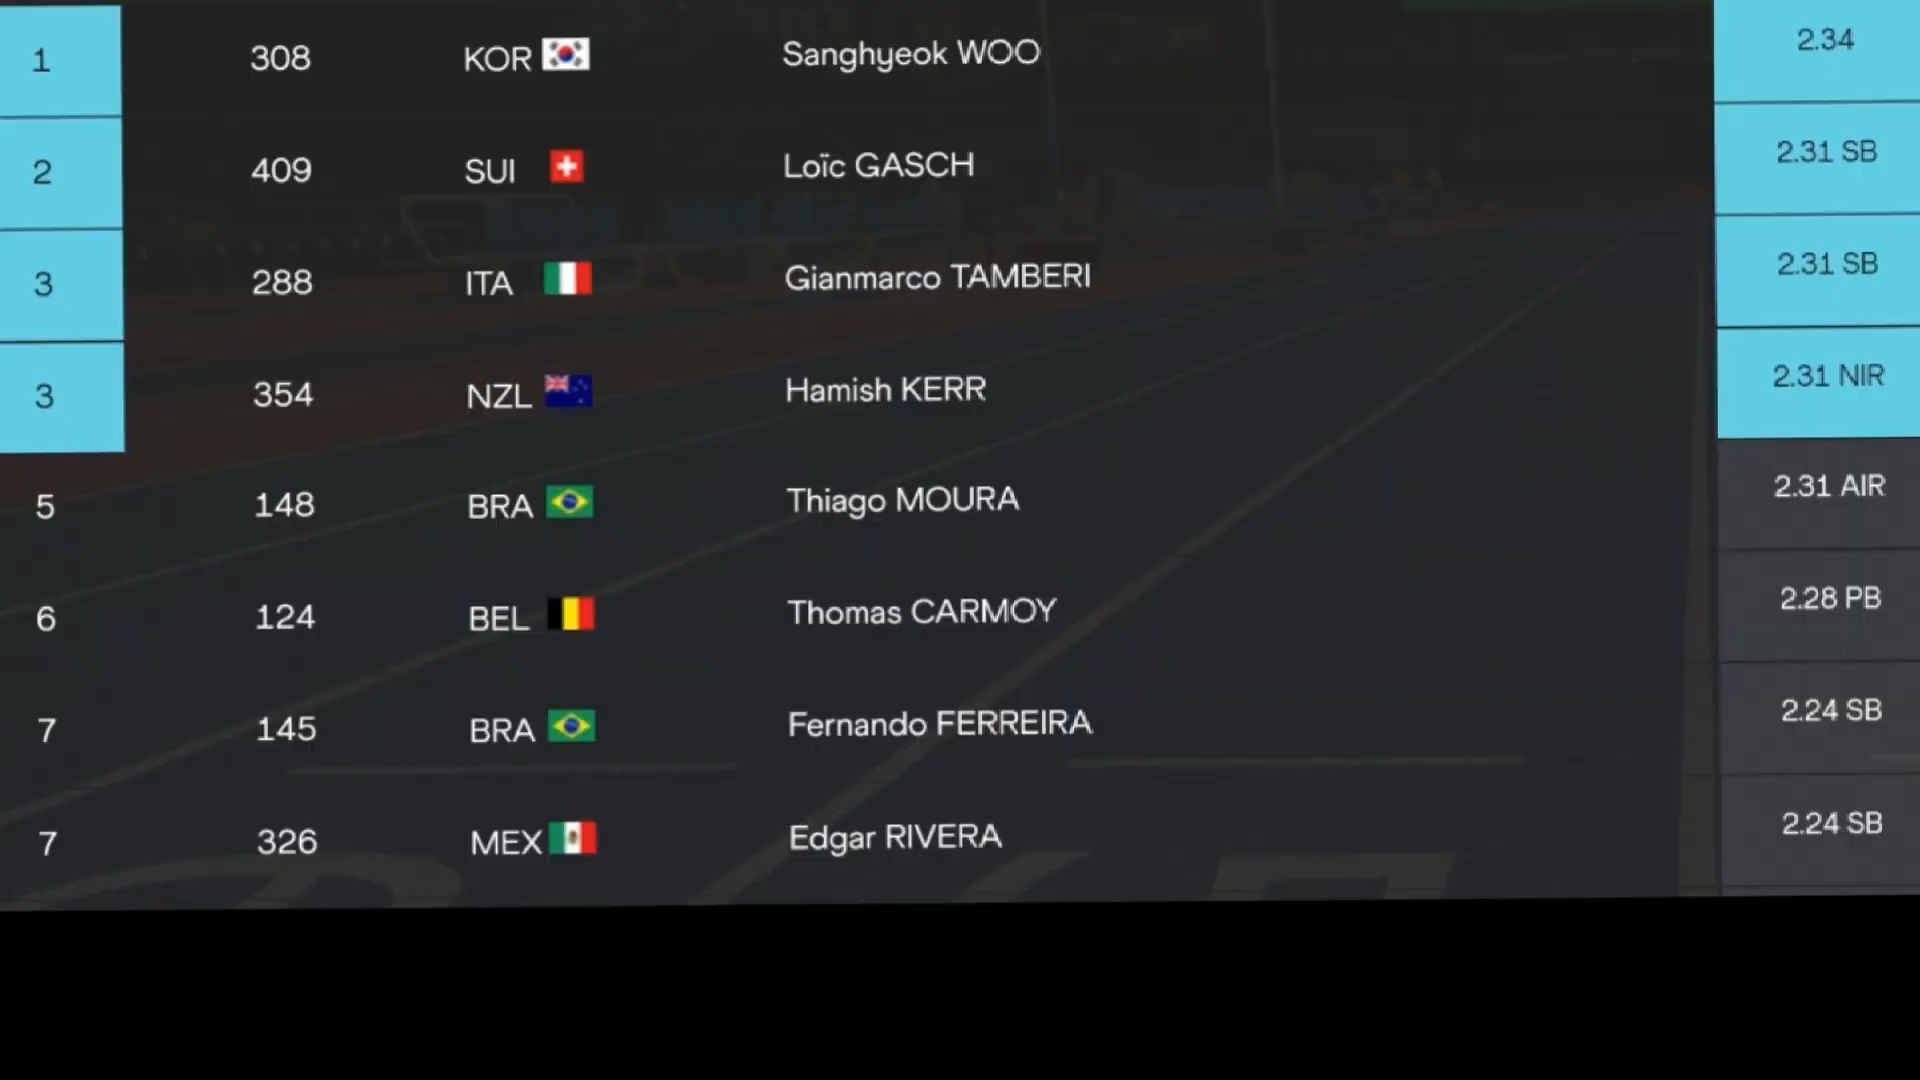 1 308 KOR Sanghyeok WOO 2.34
2 409 SUI Loïc GASCH 2.31 SB
3 288 ITA Gianmarco TAMBERI 2.31 SB
3 354 NZL Hamish KERR 2.31 NIR
5 148 BRA Thiago MOURA 2.31 AIR
6 124 BEL Thomas CARMOY 2.28 PB
7 145 BRA Fernando FERREIRA 2.24 SB
7 326 MEX Edgar RIVERA 2.24 SB